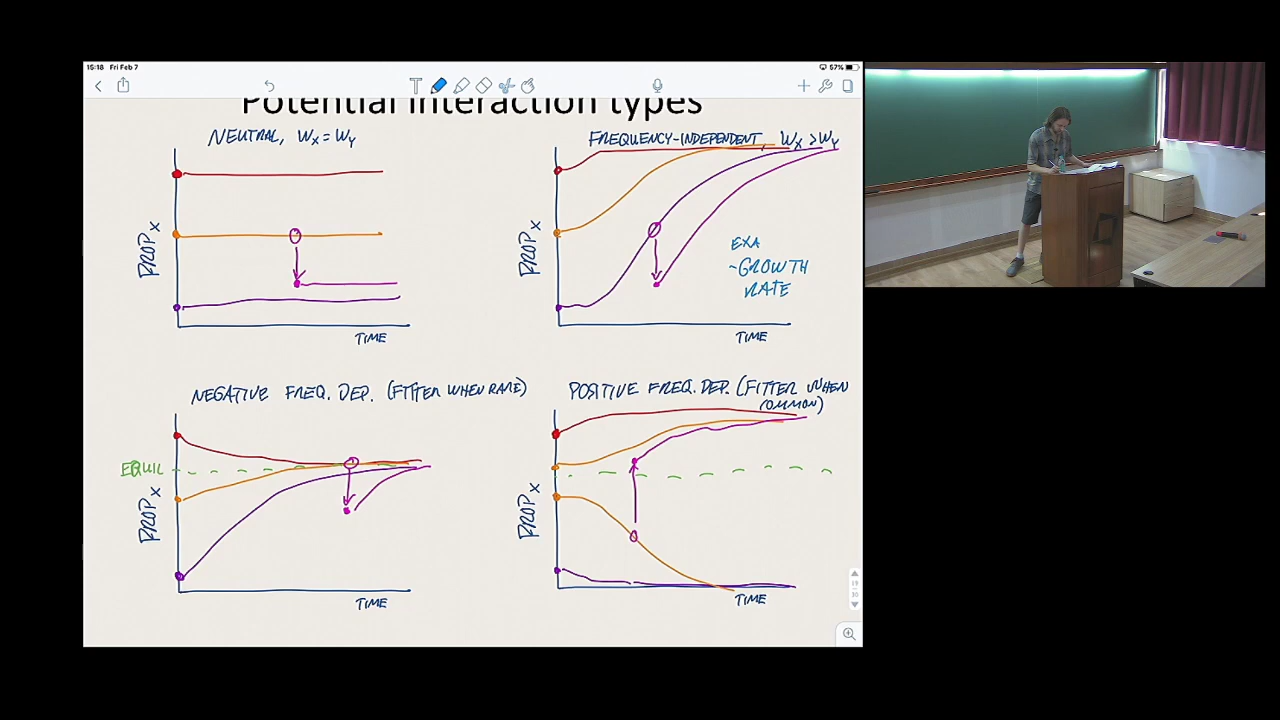 15:18 Fri Feb 7
57%
Potential interaction types
NEUTRAL, Wx = Wy
PROP x
TIME
FREQUENCY-INDEPENDENT, Wx > Wy
PROP x
EXA
~GROWTH
RATE
TIME
NEGATIVE FREQ. DEP. (FITTER WHEN RARE)
EQUIL
PROP x
TIME
POSITIVE FREQ. DEP. (FITTER WHEN
COMMON)
PROP x
TIME
19
30